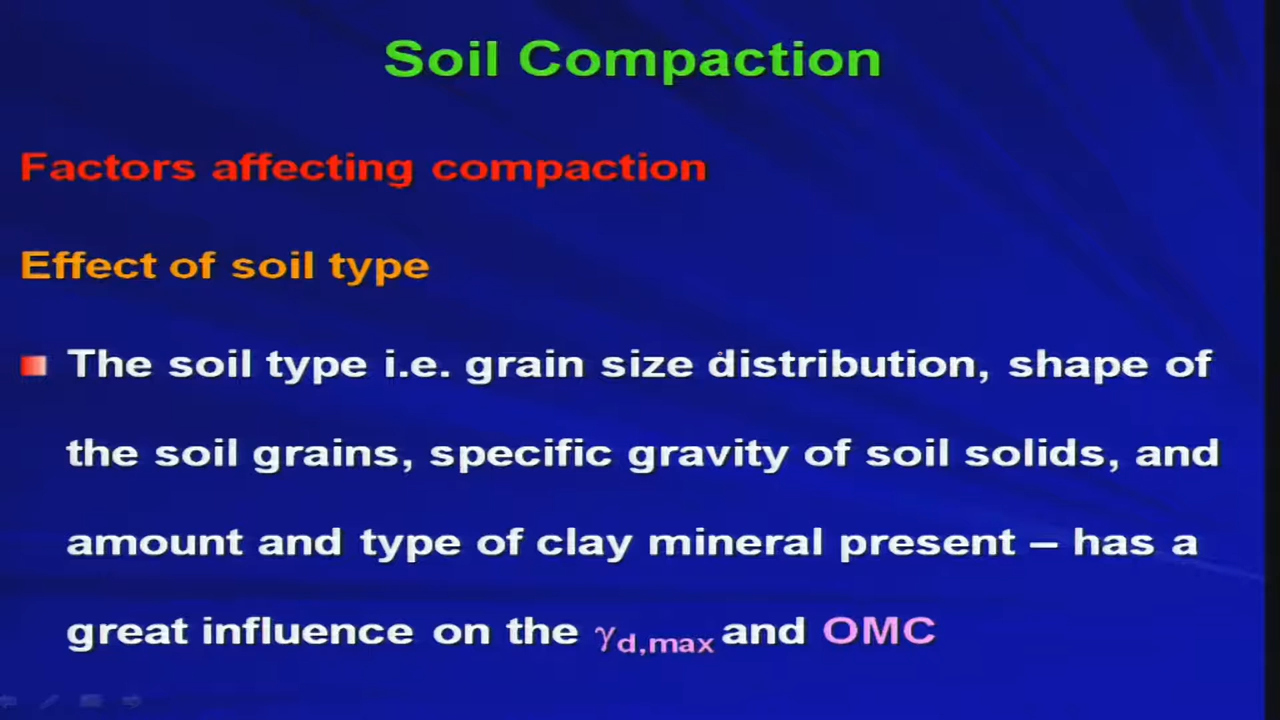 Soil Compaction
Factors affecting compaction
Effect of soil type
The soil type i.e. grain size distribution, shape of
the soil grains, specific gravity of soil solids, and
amount and type of clay mineral present – has a
great influence on the γd,max and OMC